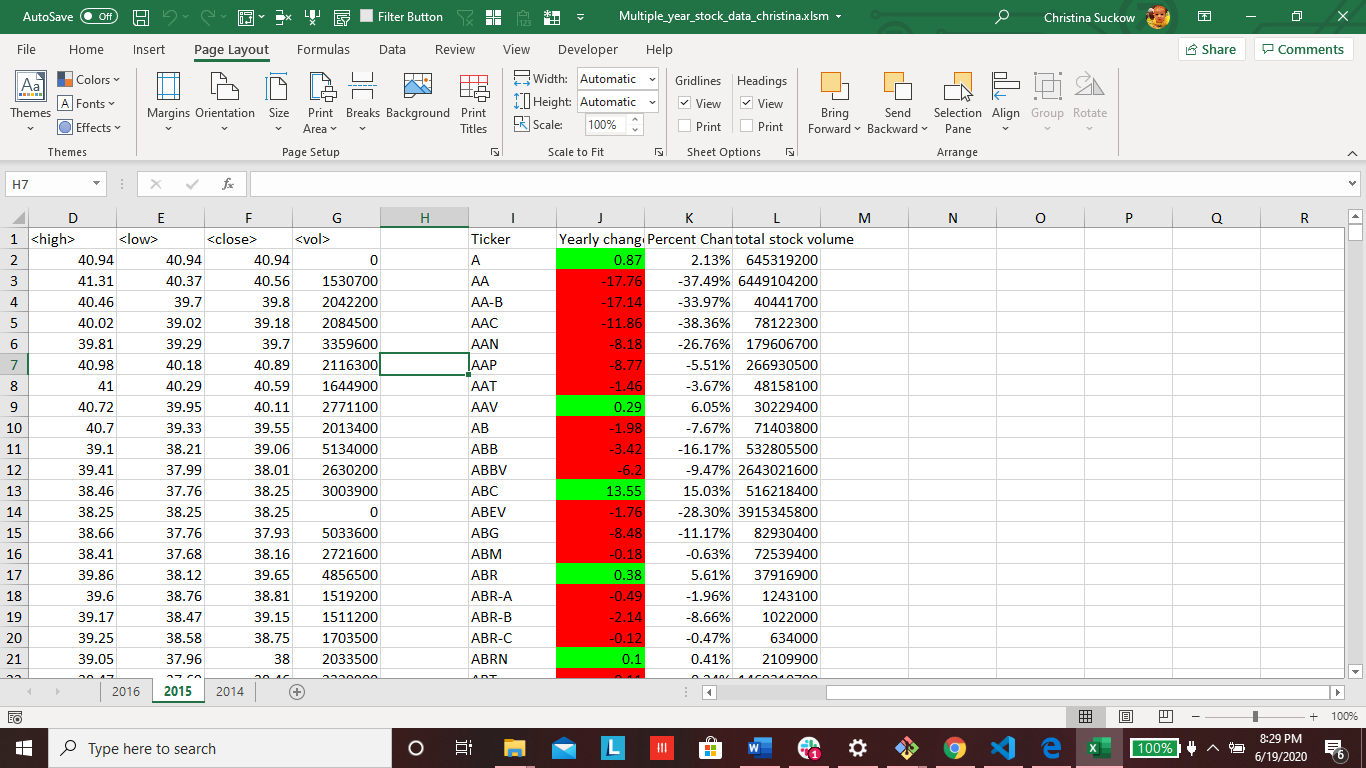 AutoSave Off Filter Button Multiple_year_stock_data_christina.xlsm Christina Suckow
File Home Insert Page Layout Formulas Data Review View Developer Help Share Comments
Themes Colors Fonts Effects
Margins Orientation Size Print Area Breaks Background Print Titles
Width: Automatic
Height: Automatic
Scale: 100%
Gridlines Headings
View View
Print Print
Bring Forward Send Backward Selection Pane Align Group Rotate
Themes Page Setup Scale to Fit Sheet Options Arrange
H7 fx
D E F G H I J K L M N O P Q R
1 <high> <low> <close> <vol> Ticker Yearly chang Percent Chan total stock volume
2 40.94 40.94 40.94 0 A 0.87 2.13% 645319200
3 41.31 40.37 40.56 1530700 AA -17.76 -37.49% 6449104200
4 40.46 39.7 39.8 2042200 AA-B -17.14 -33.97% 40441700
5 40.02 39.02 39.18 2084500 AAC -11.86 -38.36% 78122300
6 39.81 39.29 39.7 3359600 AAN -8.18 -26.76% 179606700
7 40.98 40.18 40.89 2116300 AAP -8.77 -5.51% 266930500
8 41 40.29 40.59 1644900 AAT -1.46 -3.67% 48158100
9 40.72 39.95 40.11 2771100 AAV 0.29 6.05% 30229400
10 40.7 39.33 39.55 2013400 AB -1.98 -7.67% 71403800
11 39.1 38.21 39.06 5134000 ABB -3.42 -16.17% 532805500
12 39.41 37.99 38.01 2630200 ABBV -6.2 -9.47% 2643021600
13 38.46 37.76 38.25 3003900 ABC 13.55 15.03% 516218400
14 38.25 38.25 38.25 0 ABEV -1.76 -28.30% 3915345800
15 38.66 37.76 37.93 5033600 ABG -8.48 -11.17% 82930400
16 38.41 37.68 38.16 2721600 ABM -0.18 -0.63% 72539400
17 39.86 38.12 39.65 4856500 ABR 0.38 5.61% 37916900
18 39.6 38.76 38.81 1519200 ABR-A -0.49 -1.96% 1243100
19 39.17 38.47 39.15 1511200 ABR-B -2.14 -8.66% 1022000
20 39.25 38.58 38.75 1703500 ABR-C -0.12 -0.47% 634000
21 39.05 37.96 38 2033500 ABRN 0.1 0.41% 2109900
2016 2015 2014
100%
Type here to search L W 1 100% 8:29 PM
6/19/2020 6